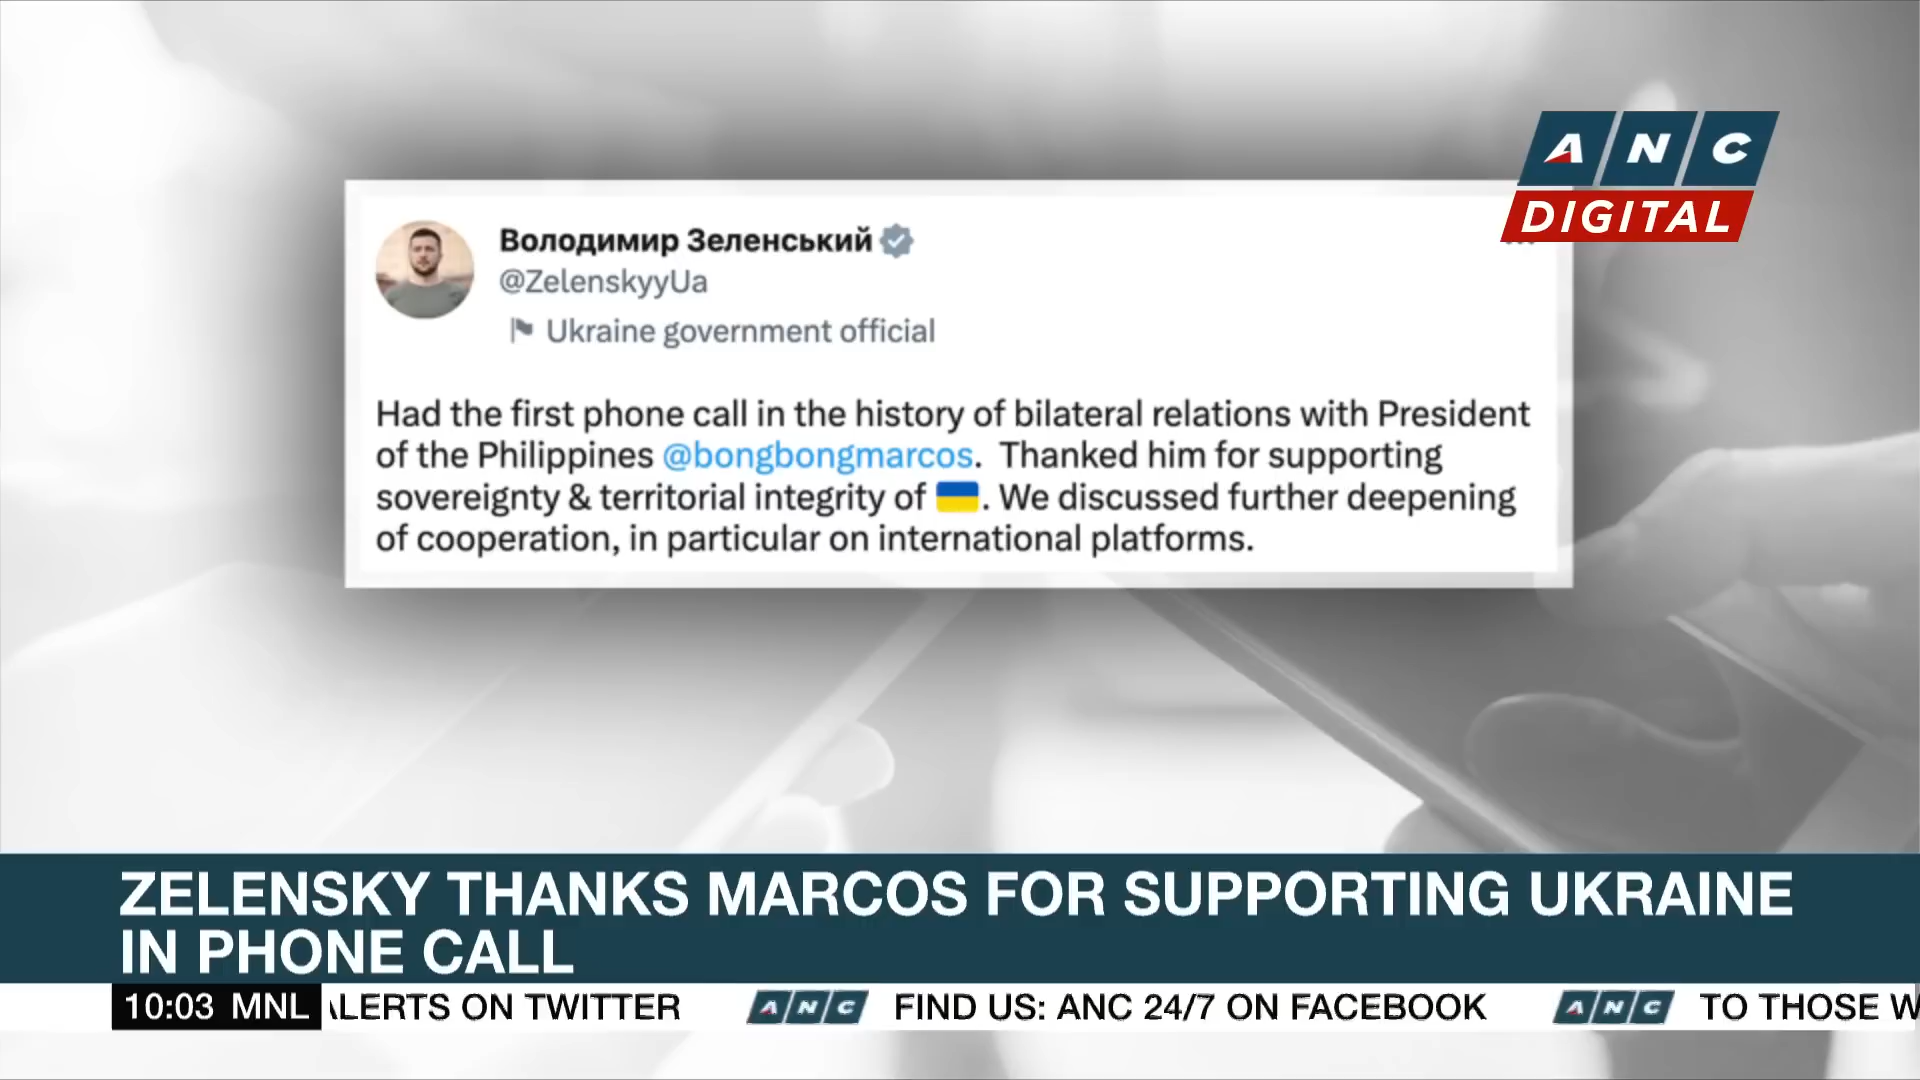 ANC
DIGITAL
Володимир Зеленський
@ZelenskyyUa
Ukraine government official
Had the first phone call in the history of bilateral relations with President
of the Philippines @bongbongmarcos. Thanked him for supporting
sovereignty & territorial integrity of 🇺🇦. We discussed further deepening
of cooperation, in particular on international platforms.
ZELENSKY THANKS MARCOS FOR SUPPORTING UKRAINE
IN PHONE CALL
10:03 MNL ALERTS ON TWITTER ANC FIND US: ANC 24/7 ON FACEBOOK ANC TO THOSE W